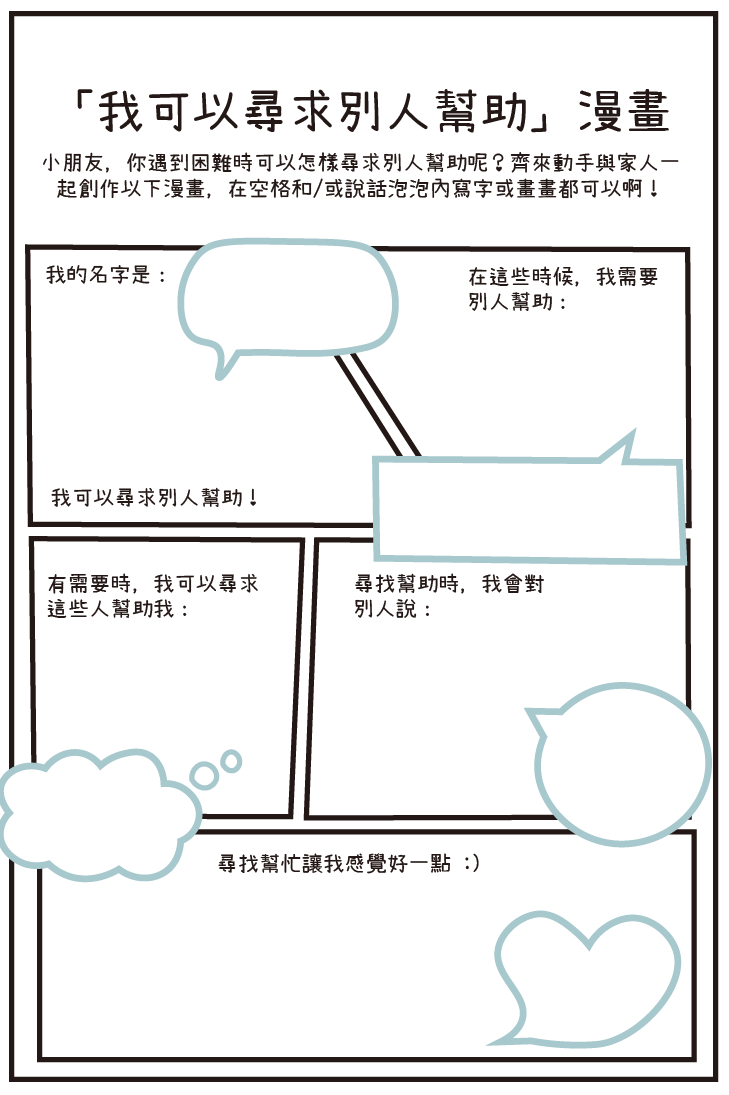 「我可以尋求別人幫助」漫畫
小朋友，你遇到困難時可以怎樣尋求別人幫助呢？齊來動手與家人一
起創作以下漫畫，在空格和/或說話泡泡內寫字或畫畫都可以啊！
我的名字是：
在這些時候，我需要
別人幫助：
我可以尋求別人幫助！
有需要時，我可以尋求
這些人幫助我：
尋找幫助時，我會對
別人說：
尋找幫忙讓我感覺好一點 :)